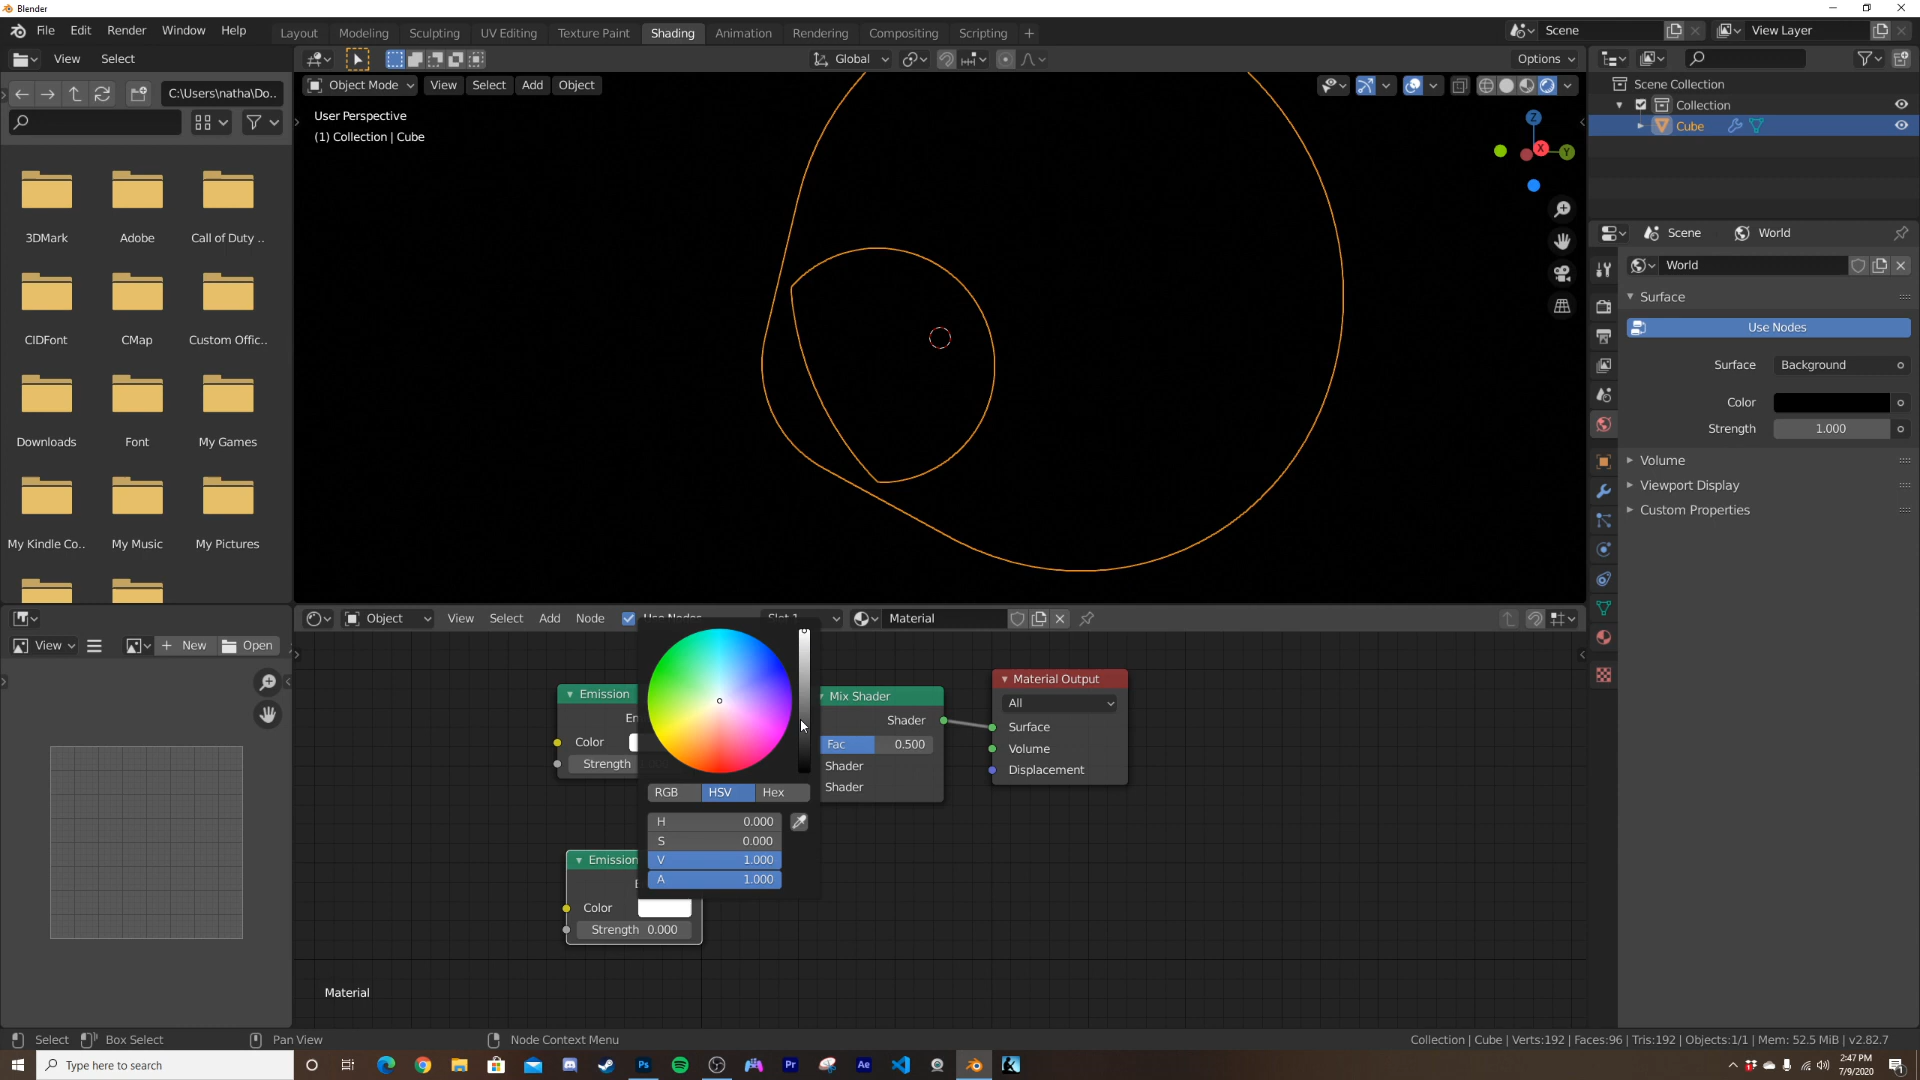 Blender
File Edit Render Window Help
Layout Modeling Sculpting UV Editing Texture Paint Shading Animation Rendering Compositing Scripting +
Scene
View Layer
View Select
Global
Options
C:\Users\natha\Do..
Object Mode View Select Add Object
User Perspective
(1) Collection | Cube
Z
X
Y
Scene Collection
Collection
Cube
Scene World
World
Surface
Use Nodes
Surface Background
Color
Strength 1.000
Volume
Viewport Display
Custom Properties
3DMark Adobe Call of Duty ..
CIDFont CMap Custom Offic..
Downloads Font My Games
My Kindle Co.. My Music My Pictures
View + New Open
Object View Select Add Node
Slot 1
Material
Emission
Color
Strength
RGB HSV Hex
H 0.000
S 0.000
V 1.000
A 1.000
Mix Shader
Shader
Fac 0.500
Shader
Shader
Material Output
All
Surface
Volume
Displacement
Emission
Color
Strength 0.000
Material
Select Box Select Pan View Node Context Menu
Collection | Cube | Verts:192 | Faces:96 | Tris:192 | Objects:1/1 | Mem: 52.5 MiB | v2.82.7
Type here to search
Ps
Pr
Ae
2:47 PM
7/9/2020